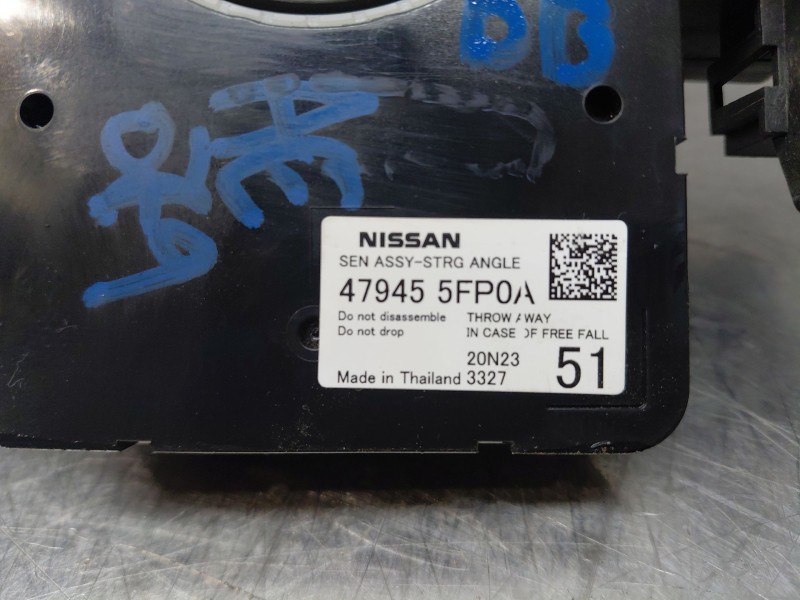 DB
NISSAN
SEN ASSY-STRG ANGLE
47945 5FP0A
Do not disassemble THROW AWAY
Do not drop IN CASE OF FREE FALL
20N23
Made in Thailand 3327 51